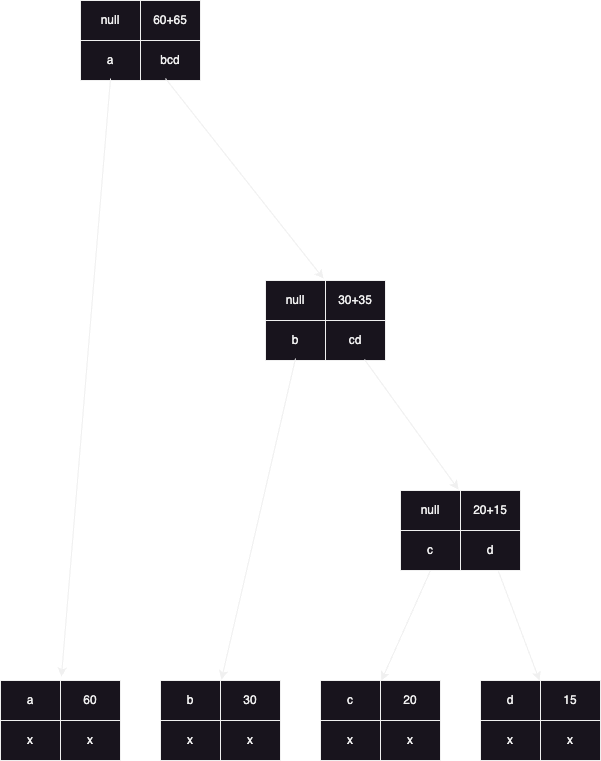 null 60+65
a bcd
null 30+35
b cd
null 20+15
c d
a 60 b 30 c 20 d 15
x x x x x x x x